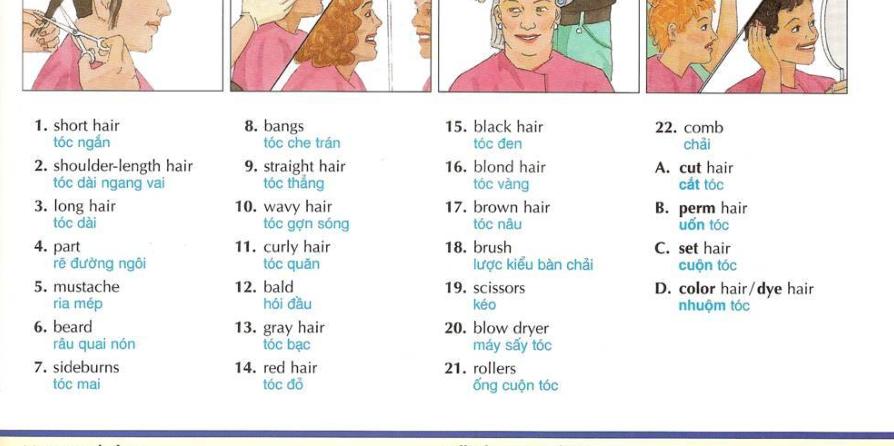 1. short hair
tóc ngắn
2. shoulder-length hair
tóc dài ngang vai
3. long hair
tóc dài
4. part
rẽ đường ngôi
5. mustache
ria mép
6. beard
râu quai nón
7. sideburns
tóc mai
8. bangs
tóc che trán
9. straight hair
tóc thẳng
10. wavy hair
tóc gợn sóng
11. curly hair
tóc quăn
12. bald
hói đầu
13. gray hair
tóc bạc
14. red hair
tóc đỏ
15. black hair
tóc đen
16. blond hair
tóc vàng
17. brown hair
tóc nâu
18. brush
lược kiểu bàn chải
19. scissors
kéo
20. blow dryer
máy sấy tóc
21. rollers
ống cuộn tóc
22. comb
chải
A. cut hair
cắt tóc
B. perm hair
uốn tóc
C. set hair
cuộn tóc
D. color hair/dye hair
nhuộm tóc